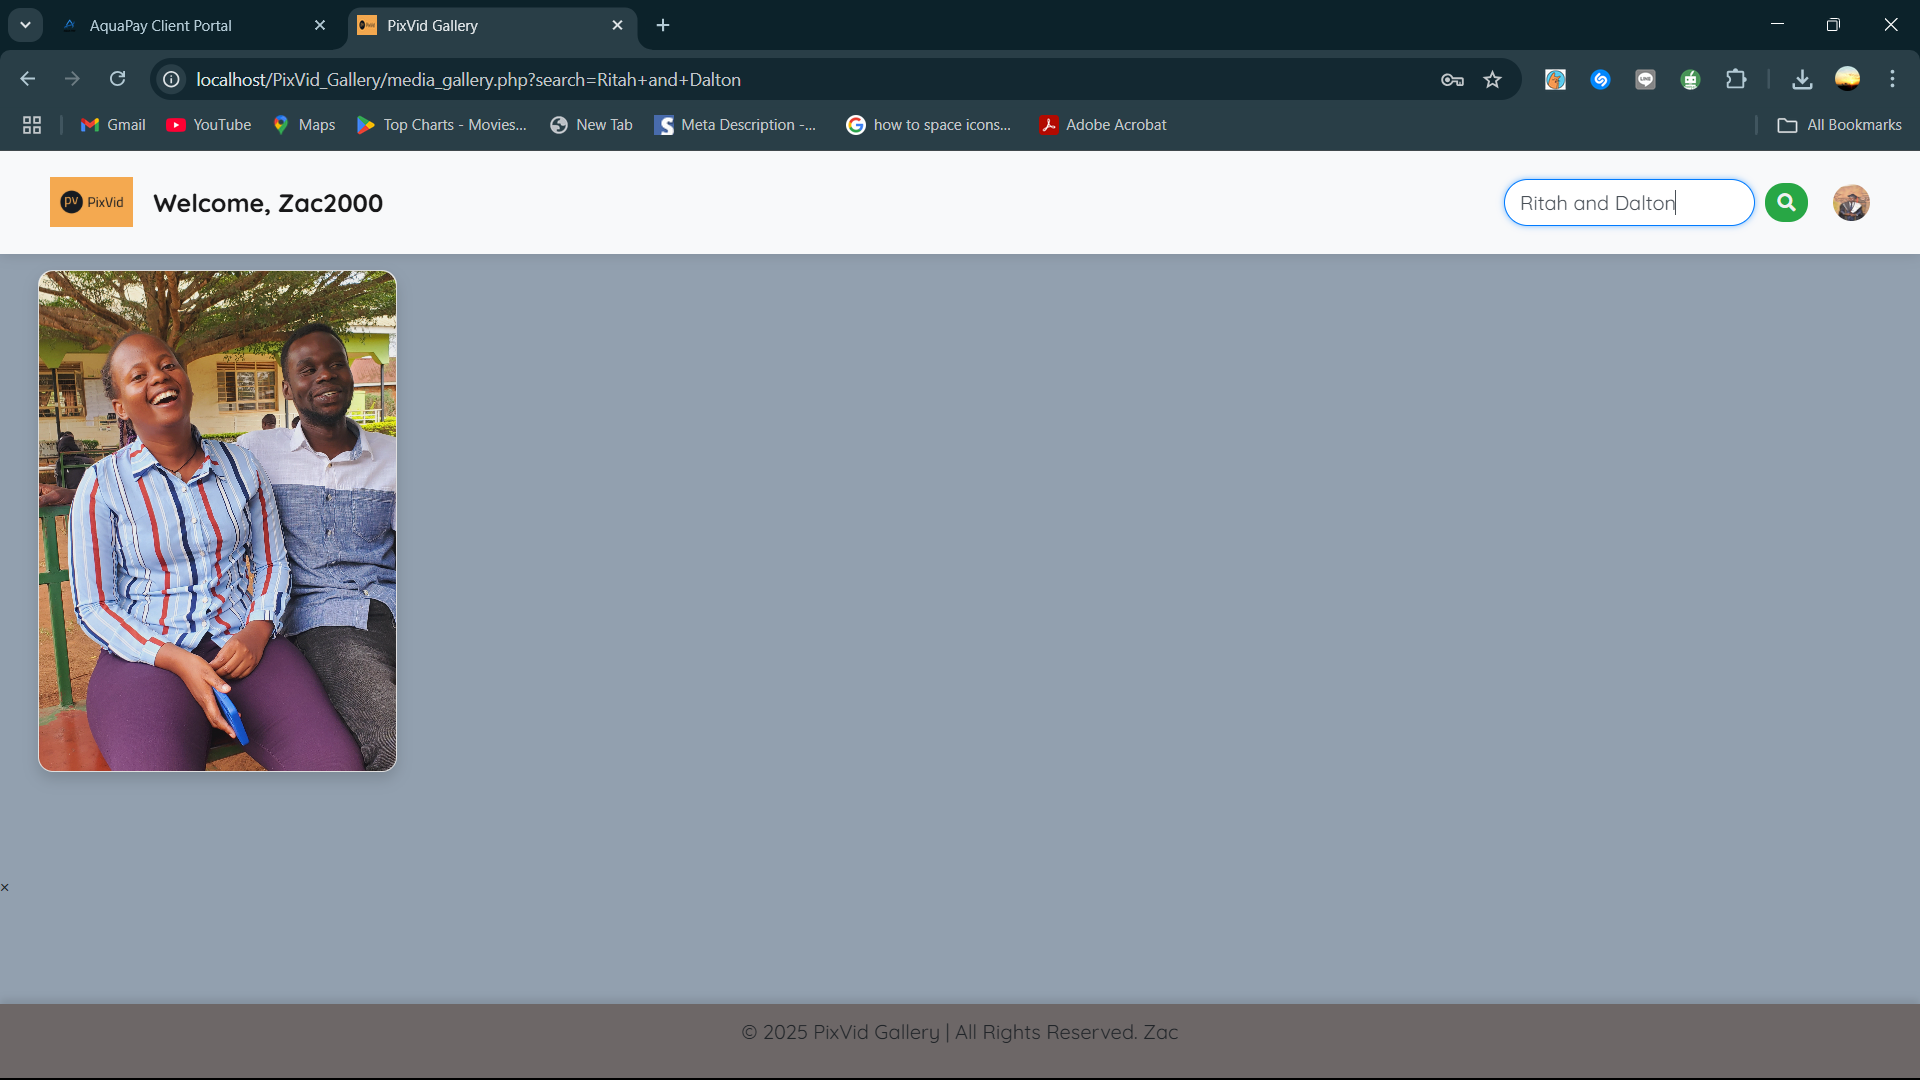 AquaPay Client Portal
PixVid Gallery
localhost/PixVid_Gallery/media_gallery.php?search=Ritah+and+Dalton
Gmail
YouTube
Maps
Top Charts - Movies...
New Tab
Meta Description -...
how to space icons...
Adobe Acrobat
All Bookmarks
pv PixVid
Welcome, Zac2000
Ritah and Dalton
×
© 2025 PixVid Gallery | All Rights Reserved. Zac